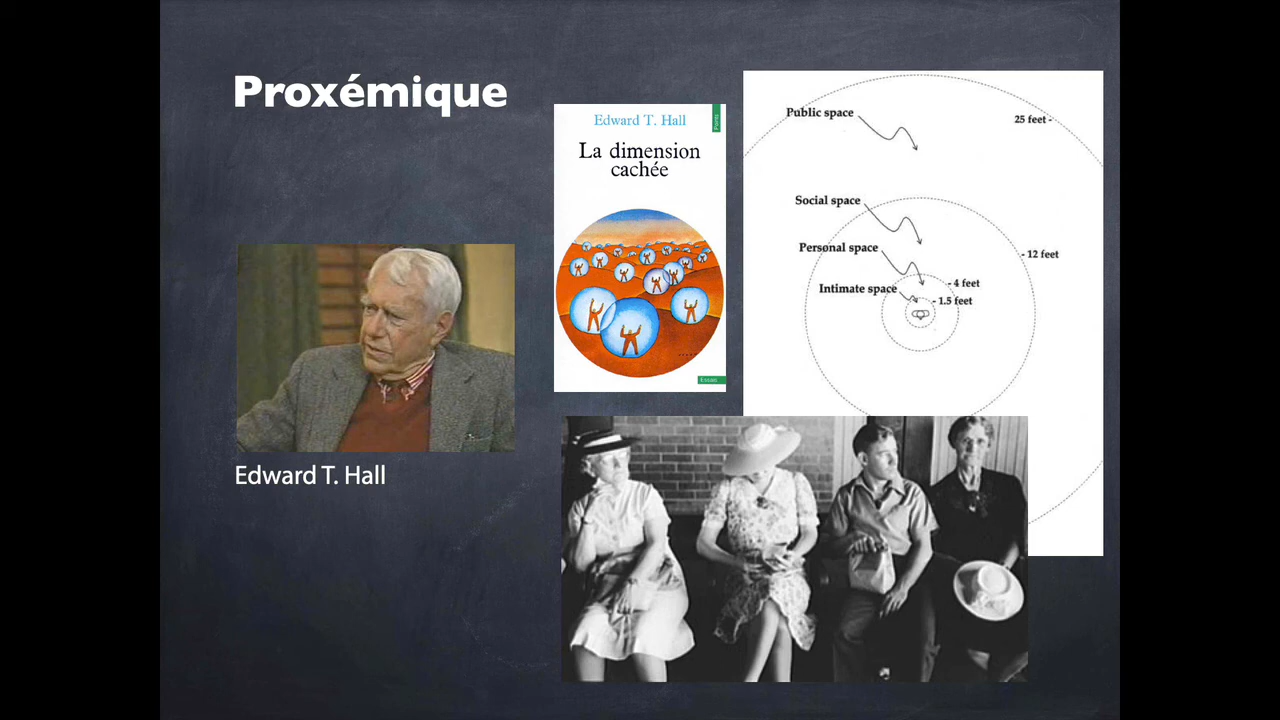 Proxémique
Edward T. Hall
Edward T. Hall
La dimension
cachée
Points
Essais
Public space
25 feet -
Social space
Personal space
- 12 feet
Intimate space
- 4 feet
- 1.5 feet